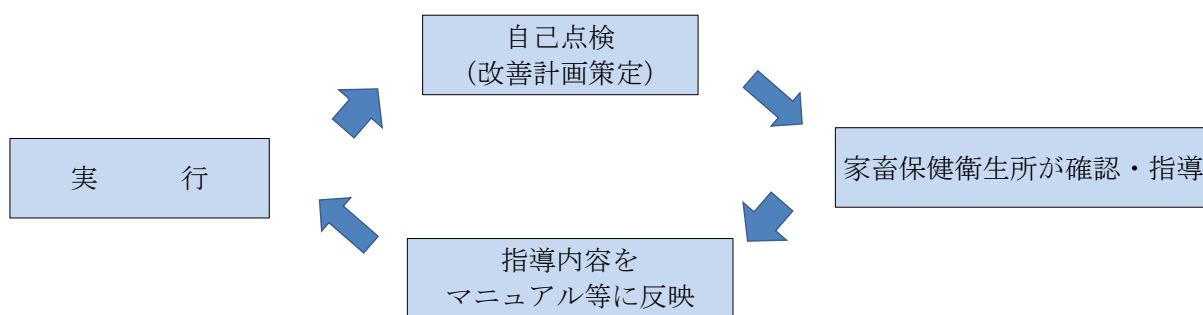 自己点検
（改善計画策定）
家畜保健衛生所が確認・指導
実　　　行
指導内容を
マニュアル等に反映